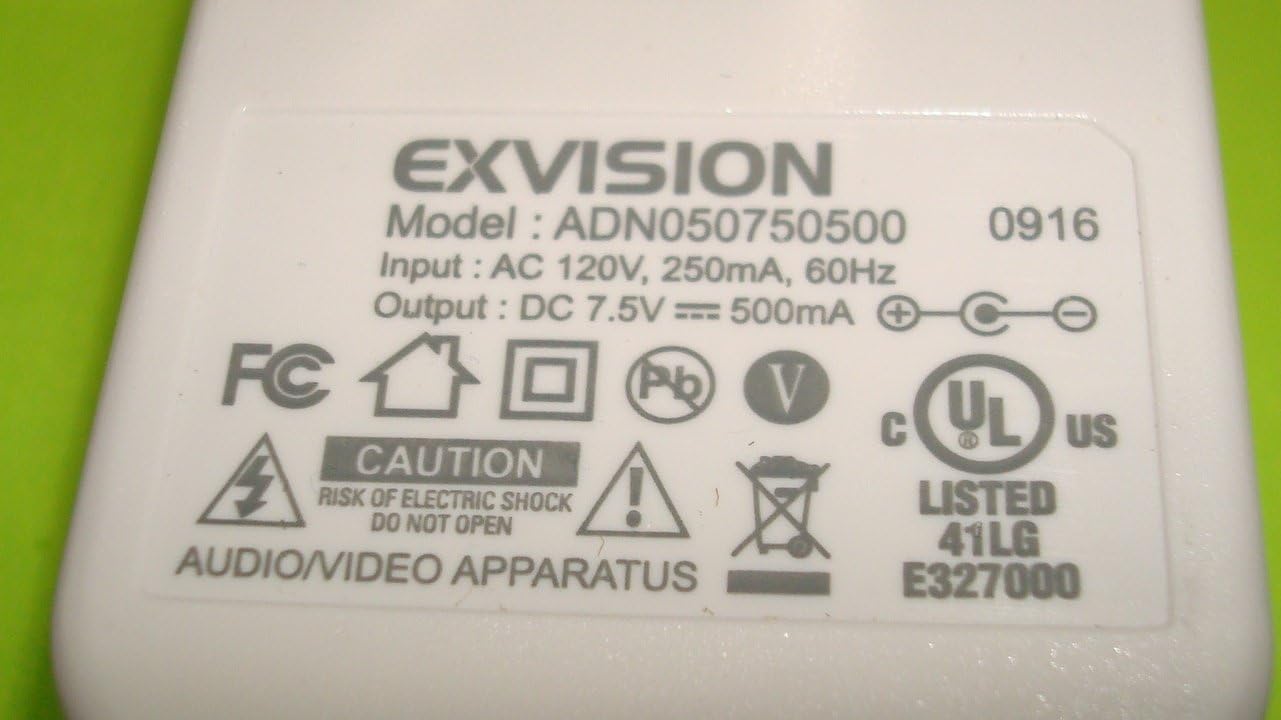 EXVISION
Model : ADN050750500 0916
Input : AC 120V, 250mA, 60Hz
Output : DC 7.5V ⎓ 500mA
FC Pb V
C UL ® US
CAUTION
RISK OF ELECTRIC SHOCK
DO NOT OPEN
LISTED
41LG
E327000
AUDIO/VIDEO APPARATUS